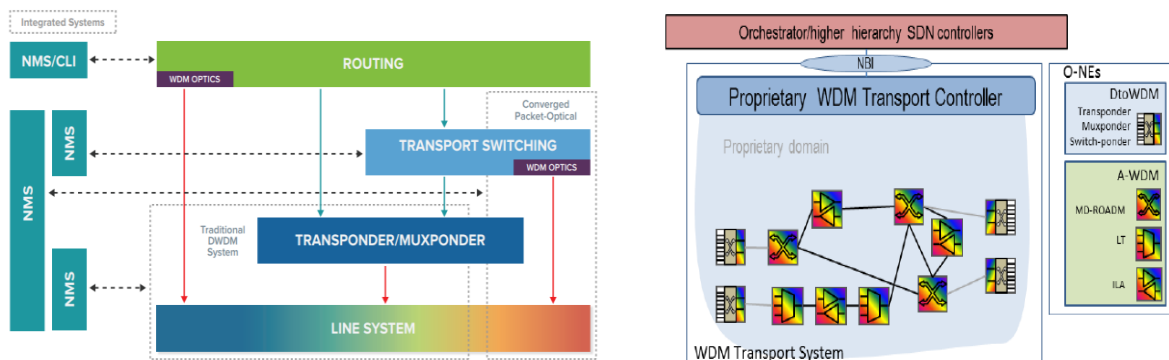 Integrated Systems
NMS/CLI
ROUTING
WDM OPTICS
Converged
Packet-Optical
NMS
NMS
TRANSPORT SWITCHING
WDM OPTICS
Traditional
DWDM
System
TRANSPONDER/MUXPONDER
NMS
LINE SYSTEM
Orchestrator/higher hierarchy SDN controllers
NBI
Proprietary WDM Transport Controller
Proprietary domain
WDM Transport System
O-NEs
DtoWDM
Transponder
Muxponder
Switch-ponder
A-WDM
MD-ROADM
LT
ILA